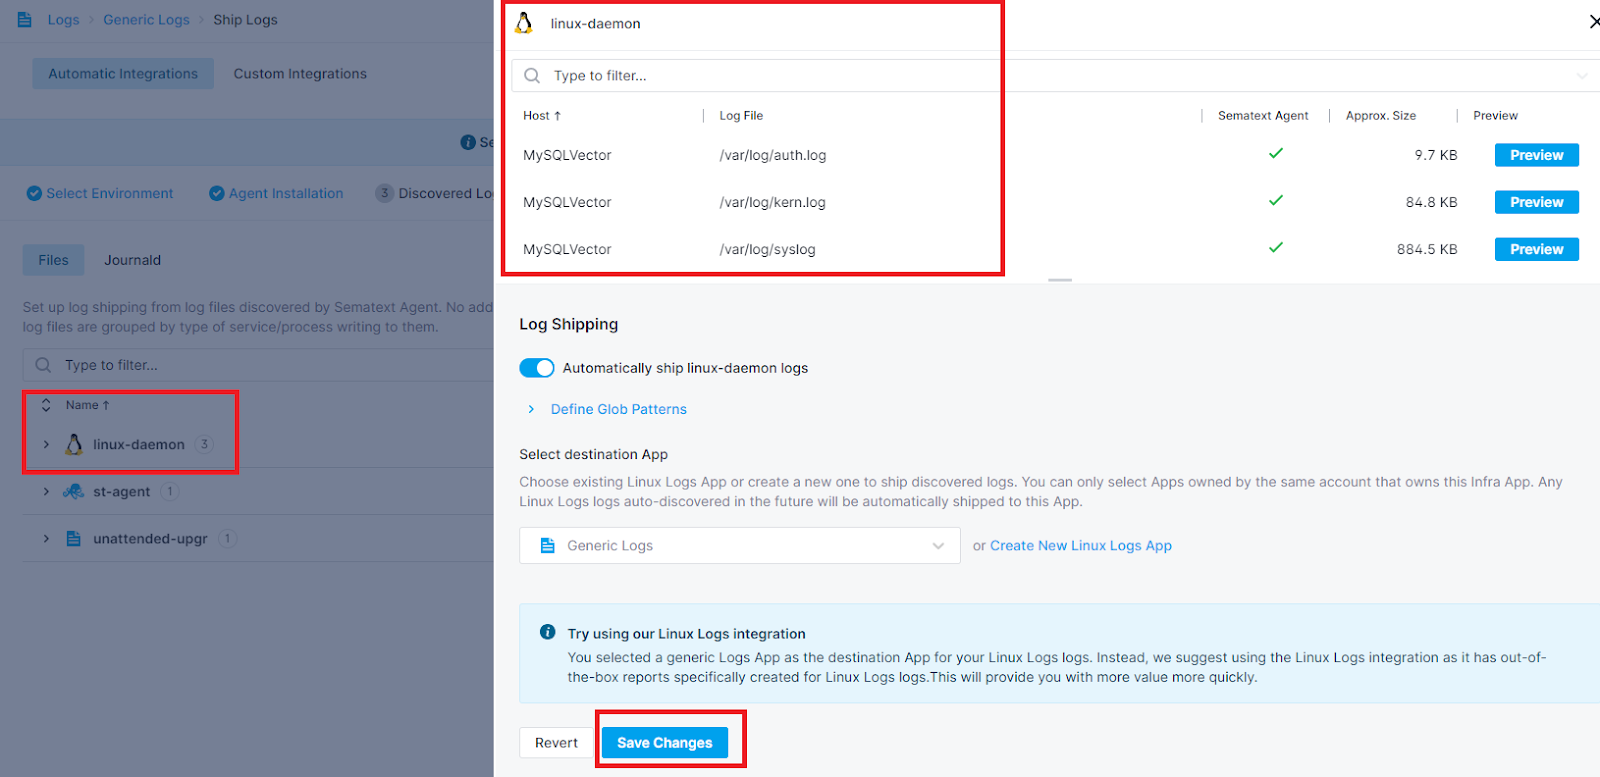 Logs > Generic Logs > Ship Logs
Automatic Integrations Custom Integrations
Select Environment Agent Installation 3 Discovered
Files Journald
Set up log shipping from log files discovered by Sematext Agent. No
log files are grouped by type of service/process writing to them.
Type to filter...
Name ↑
linux-daemon 3
st-agent 1
unattended-upgr 1
linux-daemon
Type to filter...
Host ↑ Log File Sematext Agent Approx. Size Preview
MySQLVector /var/log/auth.log ✓ 9.7 KB Preview
MySQLVector /var/log/kern.log ✓ 84.8 KB Preview
MySQLVector /var/log/syslog ✓ 884.5 KB Preview
Log Shipping
Automatically ship linux-daemon logs
> Define Glob Patterns
Select destination App
Choose existing Linux Logs App or create a new one to ship discovered logs. You can only select Apps owned by the same account that owns this Infra App. Any
Linux Logs logs auto-discovered in the future will be automatically shipped to this App.
Generic Logs or Create New Linux Logs App
Try using our Linux Logs integration
You selected a generic Logs App as the destination App for your Linux Logs logs. Instead, we suggest using the Linux Logs integration as it has out-of-
the-box reports specifically created for Linux Logs logs.This will provide you with more value more quickly.
Revert Save Changes